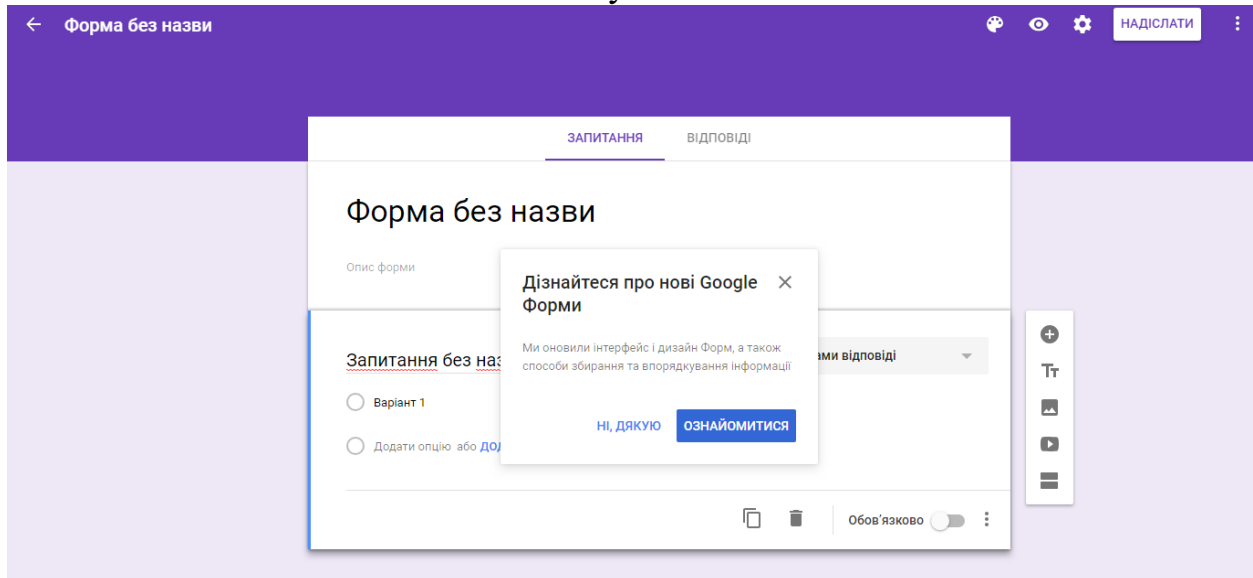 Форма без назви
НАДІСЛАТИ
ЗАПИТАННЯ ВІДПОВІДІ
Форма без назви
Опис форми
Дізнайтеся про нові Google
Форми
Ми оновили інтерфейс і дизайн Форм, а також
способи збирання та впорядкування інформації
НІ, ДЯКУЮ ОЗНАЙОМИТИСЯ
Запитання без
відповіді
Варіант 1
Додати опцію або
Обов'язково